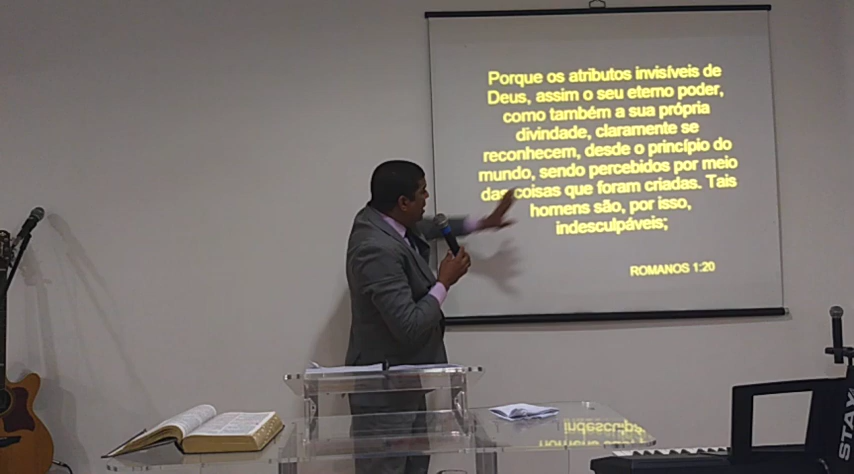 Porque os atributos invisíveis de
Deus, assim o seu eterno poder,
como também a sua própria
divindade, claramente se
reconhecem, desde o princípio do
mundo, sendo percebidos por meio
das coisas que foram criadas. Tais
homens são, por isso,
indesculpáveis;
ROMANOS 1:20
STAY